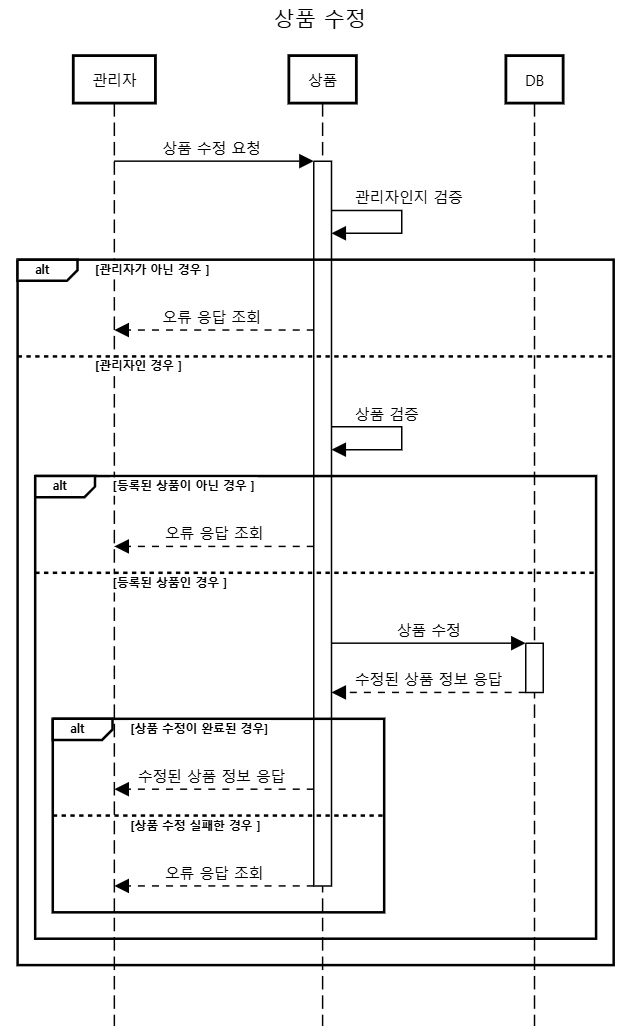 상품 수정
관리자
상품
DB
상품 수정 요청
관리자인지 검증
alt
[관리자가 아닌 경우 ]
오류 응답 조회
[관리자인 경우 ]
상품 검증
alt
[등록된 상품이 아닌 경우 ]
오류 응답 조회
[등록된 상품인 경우 ]
상품 수정
수정된 상품 정보 응답
alt
[상품 수정이 완료된 경우]
수정된 상품 정보 응답
[상품 수정 실패한 경우 ]
오류 응답 조회